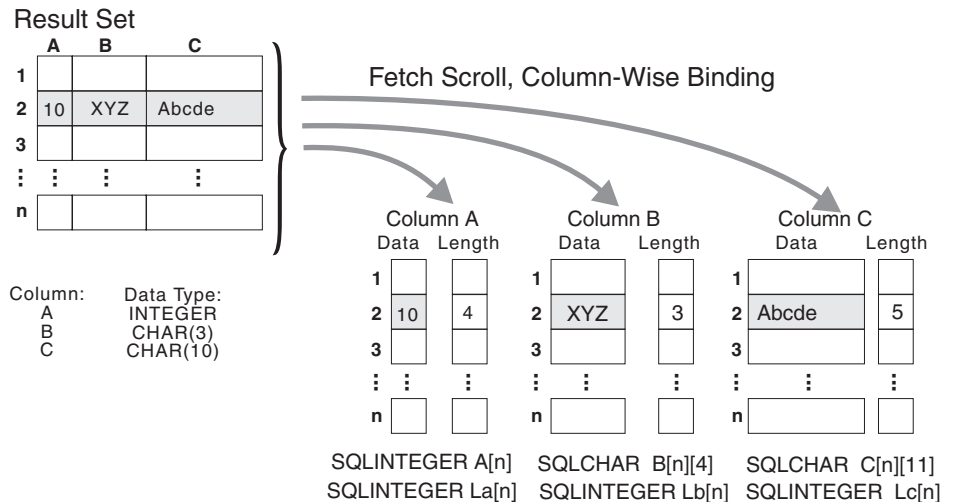 Result Set
A B C
1
2 10 XYZ Abcde
3
⋮ ⋮ ⋮ ⋮
n
Fetch Scroll, Column-Wise Binding
Column: Data Type:
A INTEGER
B CHAR(3)
C CHAR(10)
Column A
Data Length
1
2 10 4
3
⋮ ⋮ ⋮
n
SQLINTEGER A[n]
SQLINTEGER La[n]
Column B
Data Length
1
2 XYZ 3
3
⋮ ⋮ ⋮
n
SQLCHAR B[n][4]
SQLINTEGER Lb[n]
Column C
Data Length
1
2 Abcde 5
3
⋮ ⋮ ⋮
n
SQLCHAR C[n][11]
SQLINTEGER Lc[n]